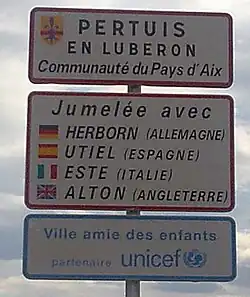 PERTUIS
EN LUBERON
Communauté du Pays d'Aix
Jumelée avec
HERBORN (ALLEMAGNE)
UTIEL (ESPAGNE)
ESTE (ITALIE)
ALTON (ANGLETERRE)
Ville amie des enfants
partenaire unicef